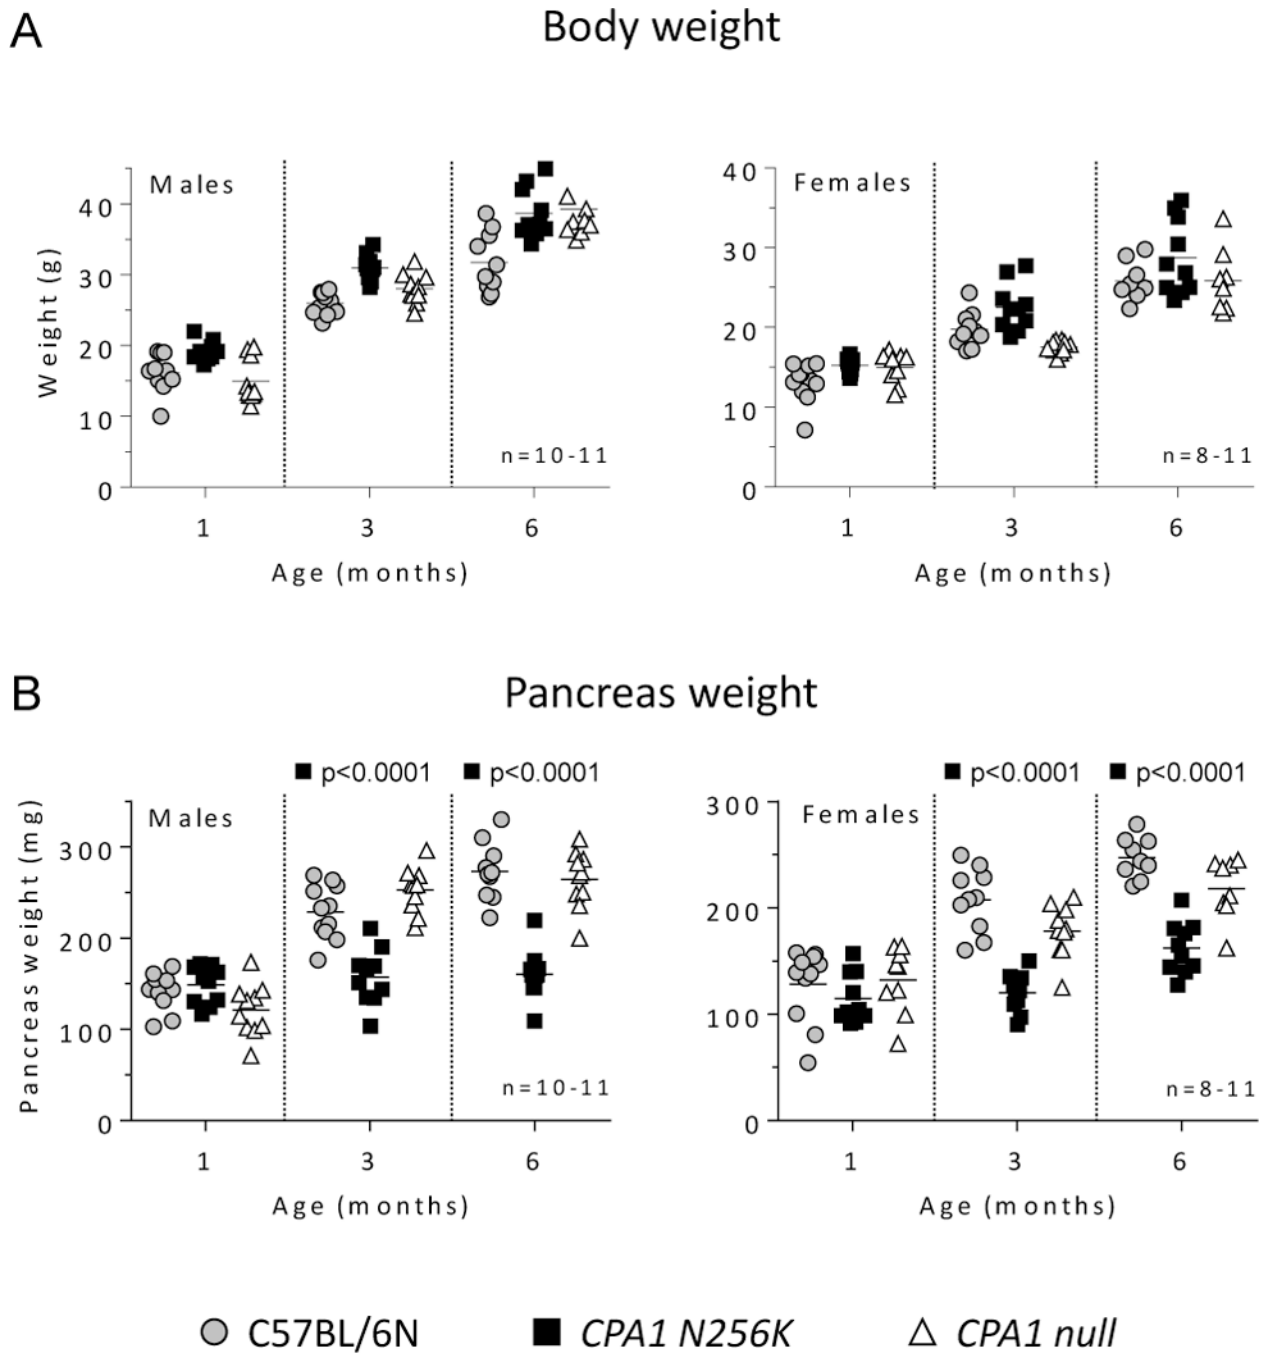 A
Body weight
Males
Females
Weight (g)
40
30
20
10
0
n=10-11
1
3
6
Age (months)
40
30
20
10
0
n=8-11
1
3
6
Age (months)
B
Pancreas weight
p<0.0001
p<0.0001
p<0.0001
p<0.0001
Males
Females
Pancreas weight (mg)
300
200
100
0
n=10-11
1
3
6
Age (months)
300
200
100
0
n=8-11
1
3
6
Age (months)
C57BL/6N
CPA1 N256K
CPA1 null